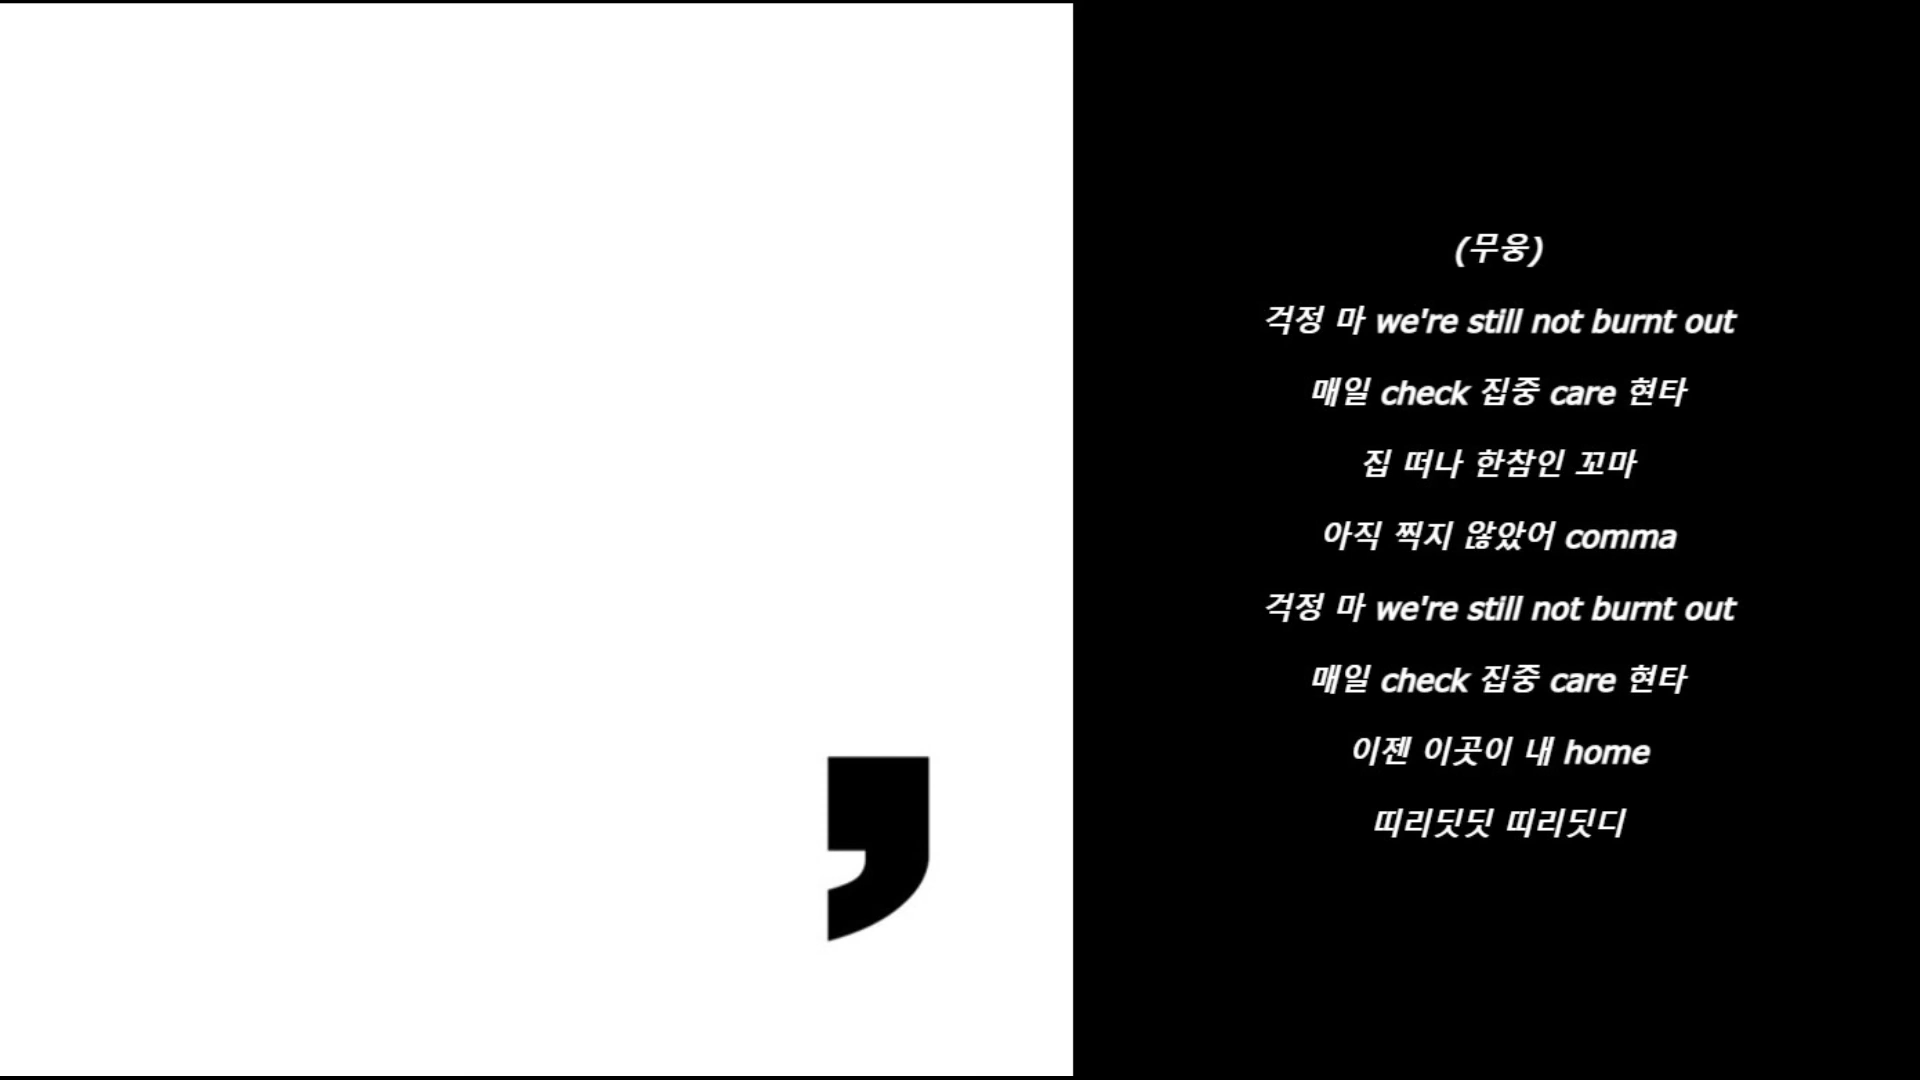 (무웅)
걱정 마 we're still not burnt out
매일 check 집중 care 현타
집 떠나 한참인 꼬마
아직 찍지 않았어 comma
걱정 마 we're still not burnt out
매일 check 집중 care 현타
이젠 이곳이 내 home
띠리딧딧 띠리딧디
,